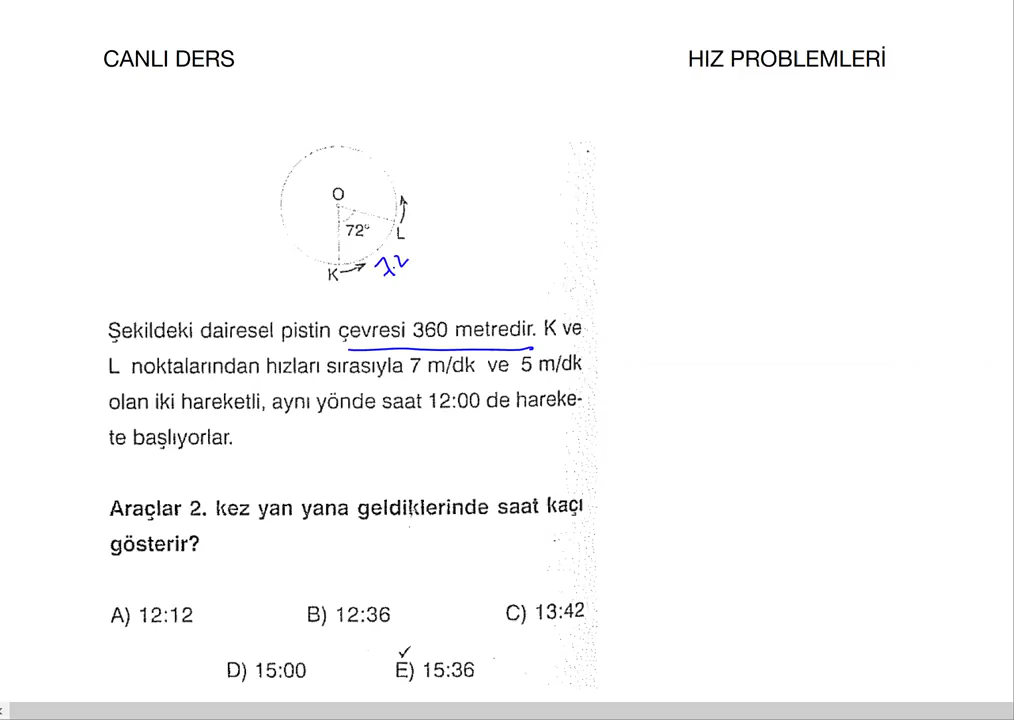 CANLI DERS HIZ PROBLEMLERİ
O
72°
L
K
Şekildeki dairesel pistin çevresi 360 metredir. K ve
L noktalarından hızları sırasıyla 7 m/dk ve 5 m/dk
olan iki hareketli, aynı yönde saat 12:00 de hareke-
te başlıyorlar.
Araçlar 2. kez yan yana geldiklerinde saat kaçı
gösterir?
A) 12:12 B) 12:36 C) 13:42
D) 15:00 E) 15:36